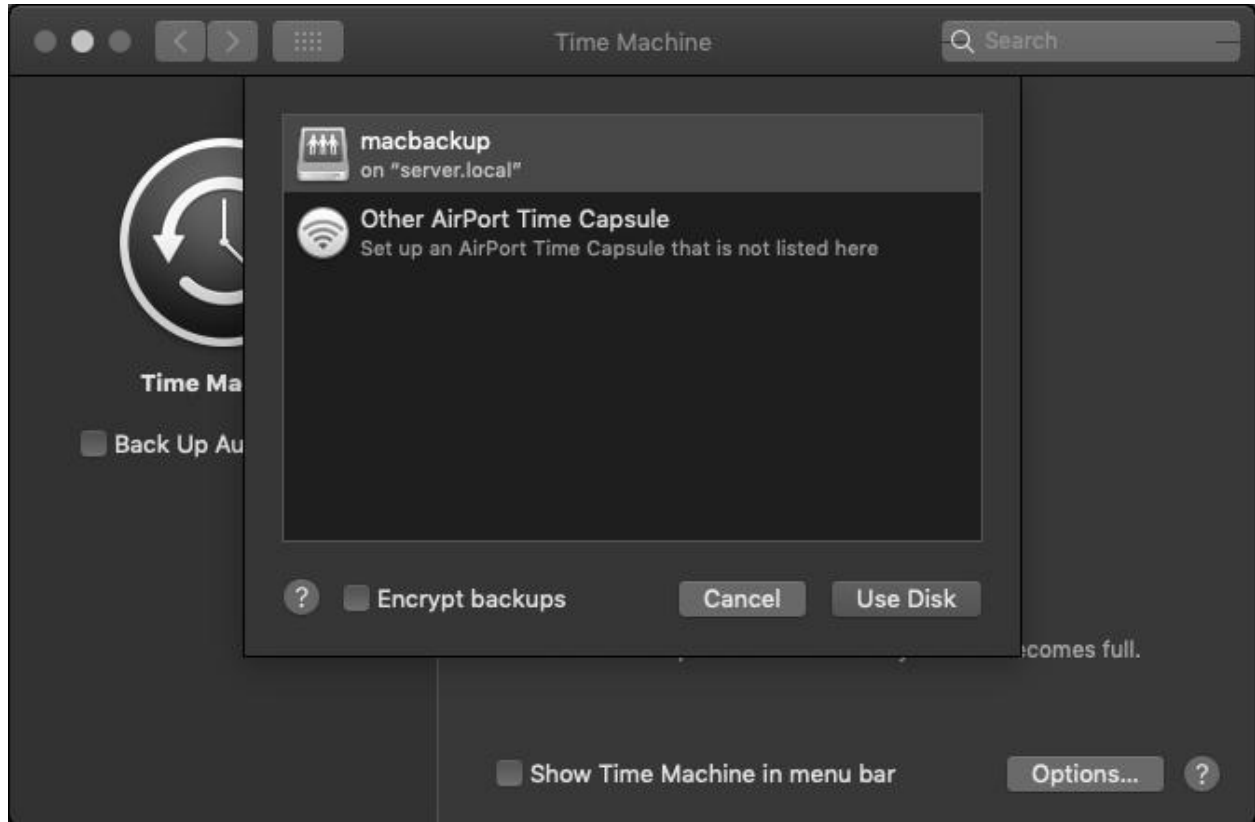 Time Machine
Search
macbackup
on “server.local”
Other AirPort Time Capsule
Set up an AirPort Time Capsule that is not listed here
Time Ma
Back Up Au
? Encrypt backups Cancel Use Disk
ecomes full.
Show Time Machine in menu bar Options... ?